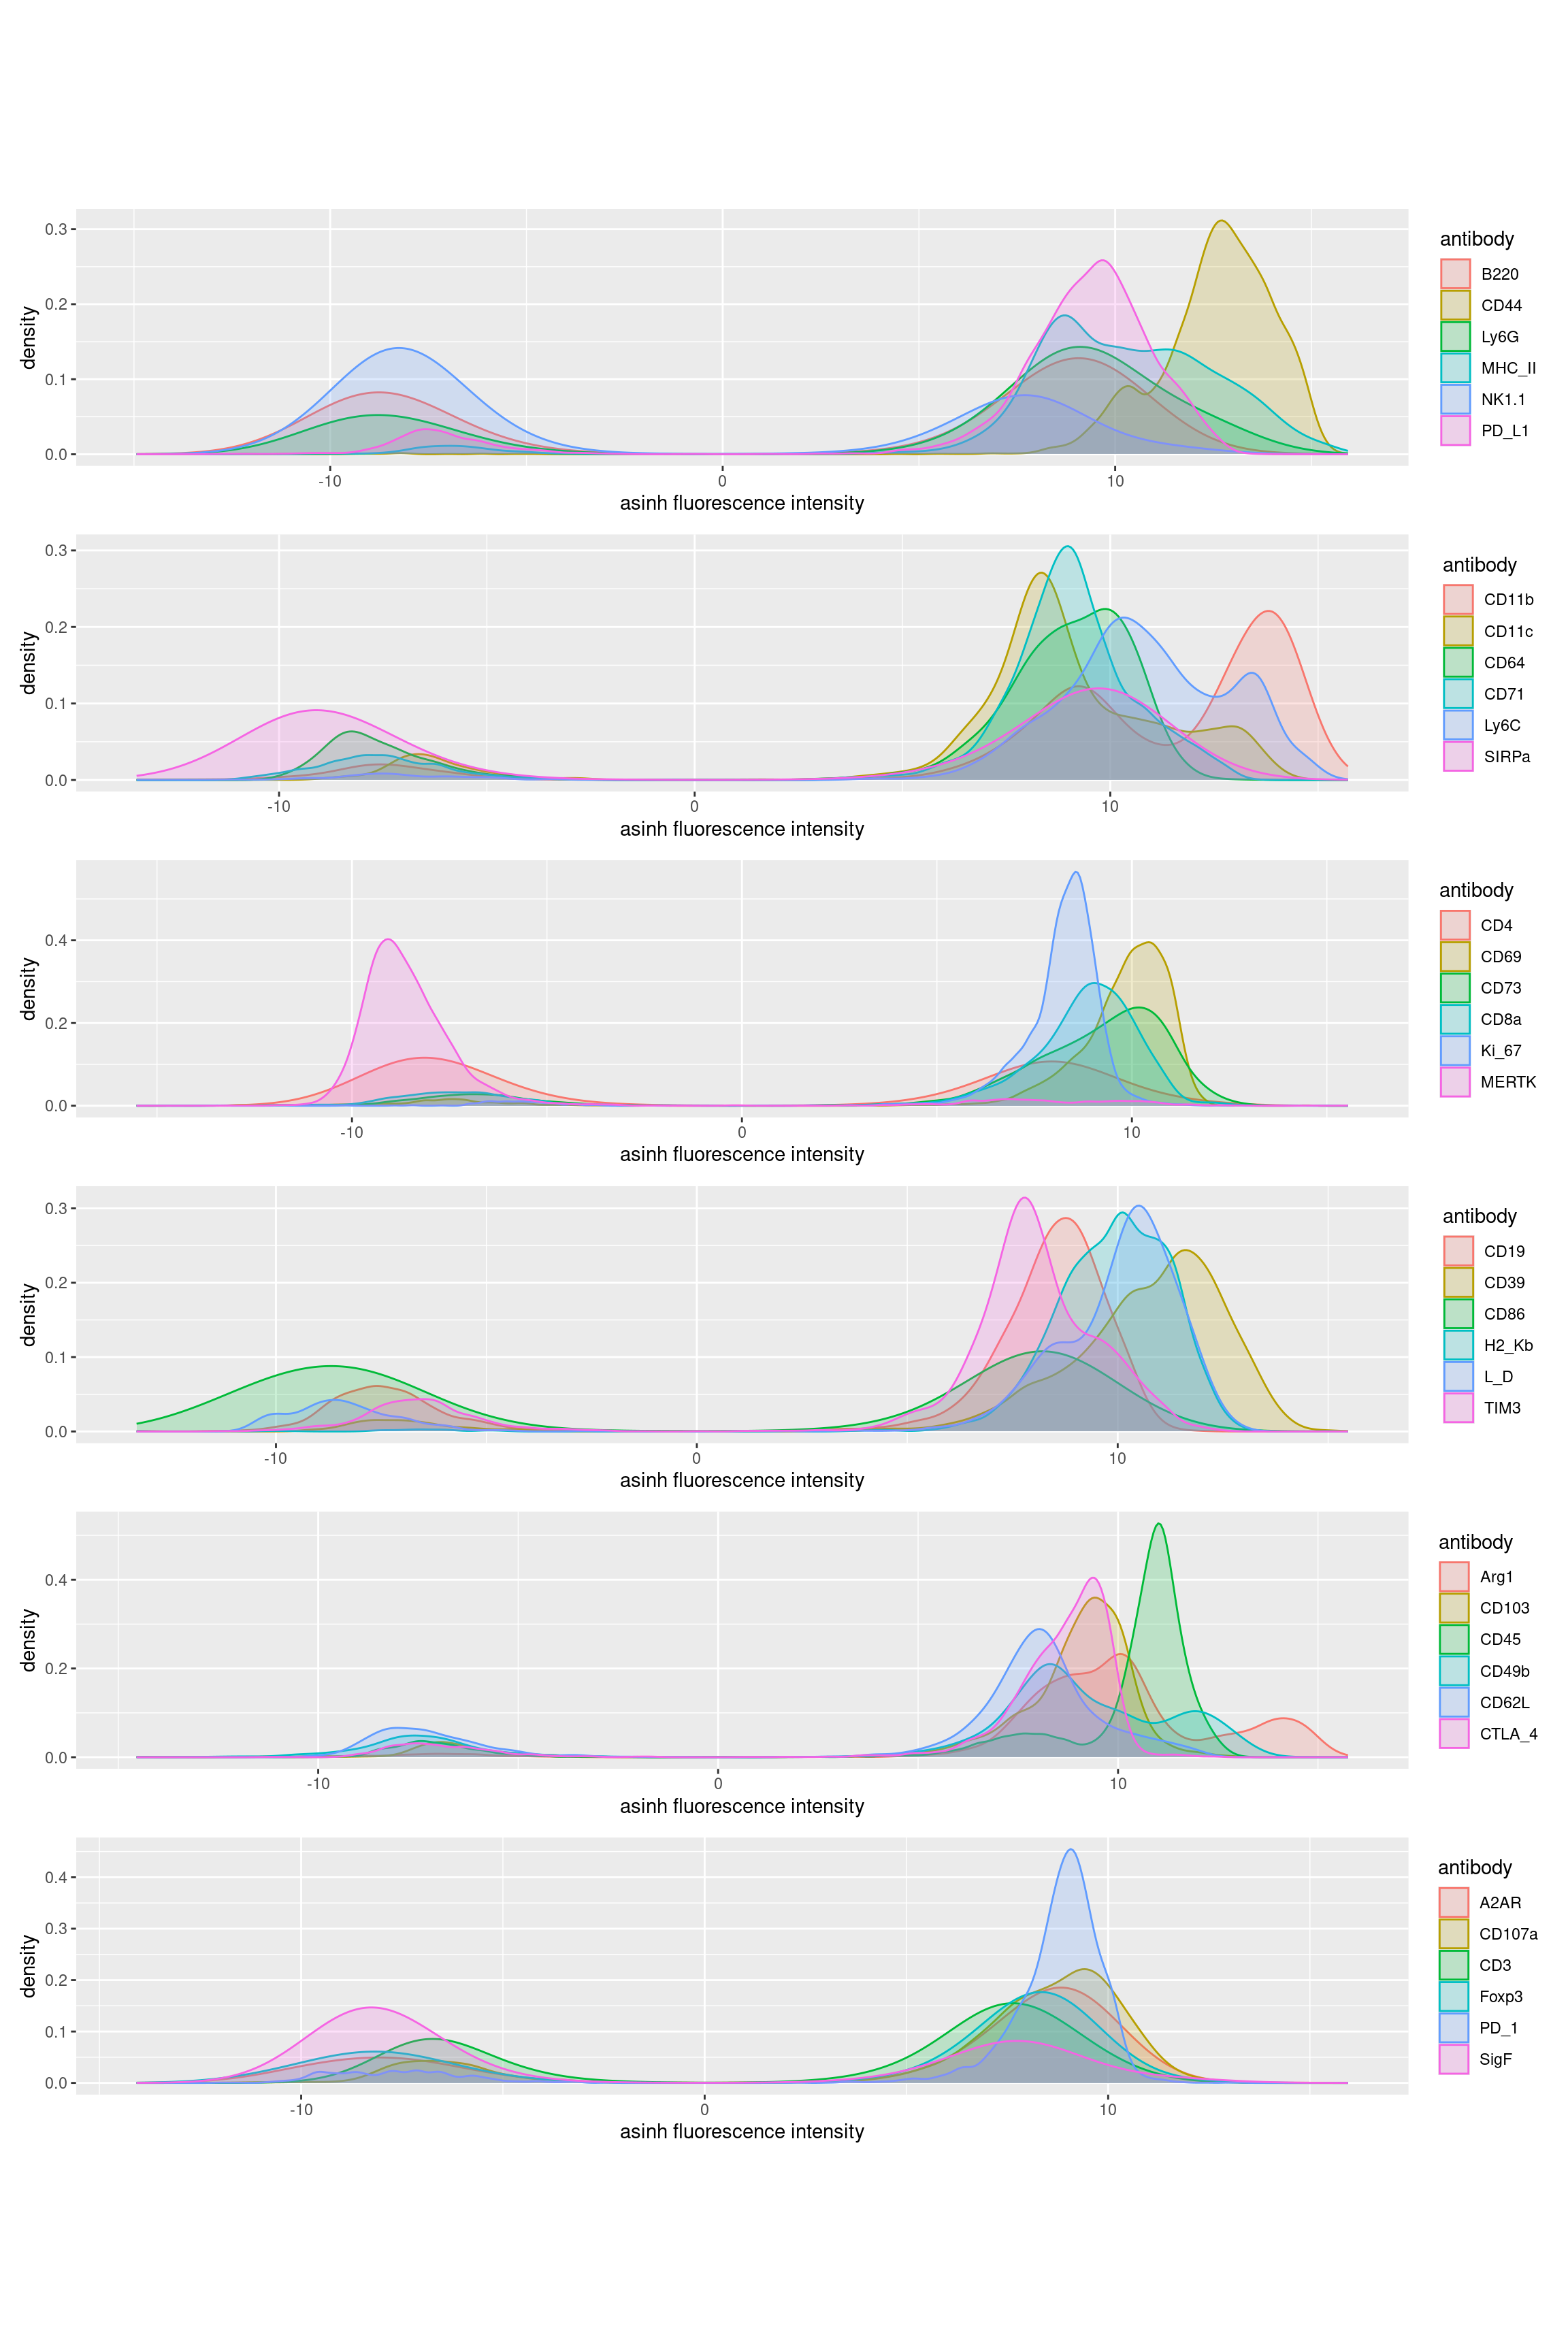 0.3
0.2
0.1
0.0
density
-10
0
10
asinh fluorescence intensity
antibody
B220
CD44
Ly6G
MHC_II
NK1.1
PD_L1
0.3
0.2
0.1
0.0
density
-10
0
10
asinh fluorescence intensity
antibody
CD11b
CD11c
CD64
CD71
Ly6C
SIRPa
0.4
0.2
0.0
density
-10
0
10
asinh fluorescence intensity
antibody
CD4
CD69
CD73
CD8a
Ki_67
MERTK
0.3
0.2
0.1
0.0
density
-10
0
10
asinh fluorescence intensity
antibody
CD19
CD39
CD86
H2_Kb
L_D
TIM3
0.4
0.2
0.0
density
-10
0
10
asinh fluorescence intensity
antibody
Arg1
CD103
CD45
CD49b
CD62L
CTLA_4
0.4
0.3
0.2
0.1
0.0
density
-10
0
10
asinh fluorescence intensity
antibody
A2AR
CD107a
CD3
Foxp3
PD_1
SigF